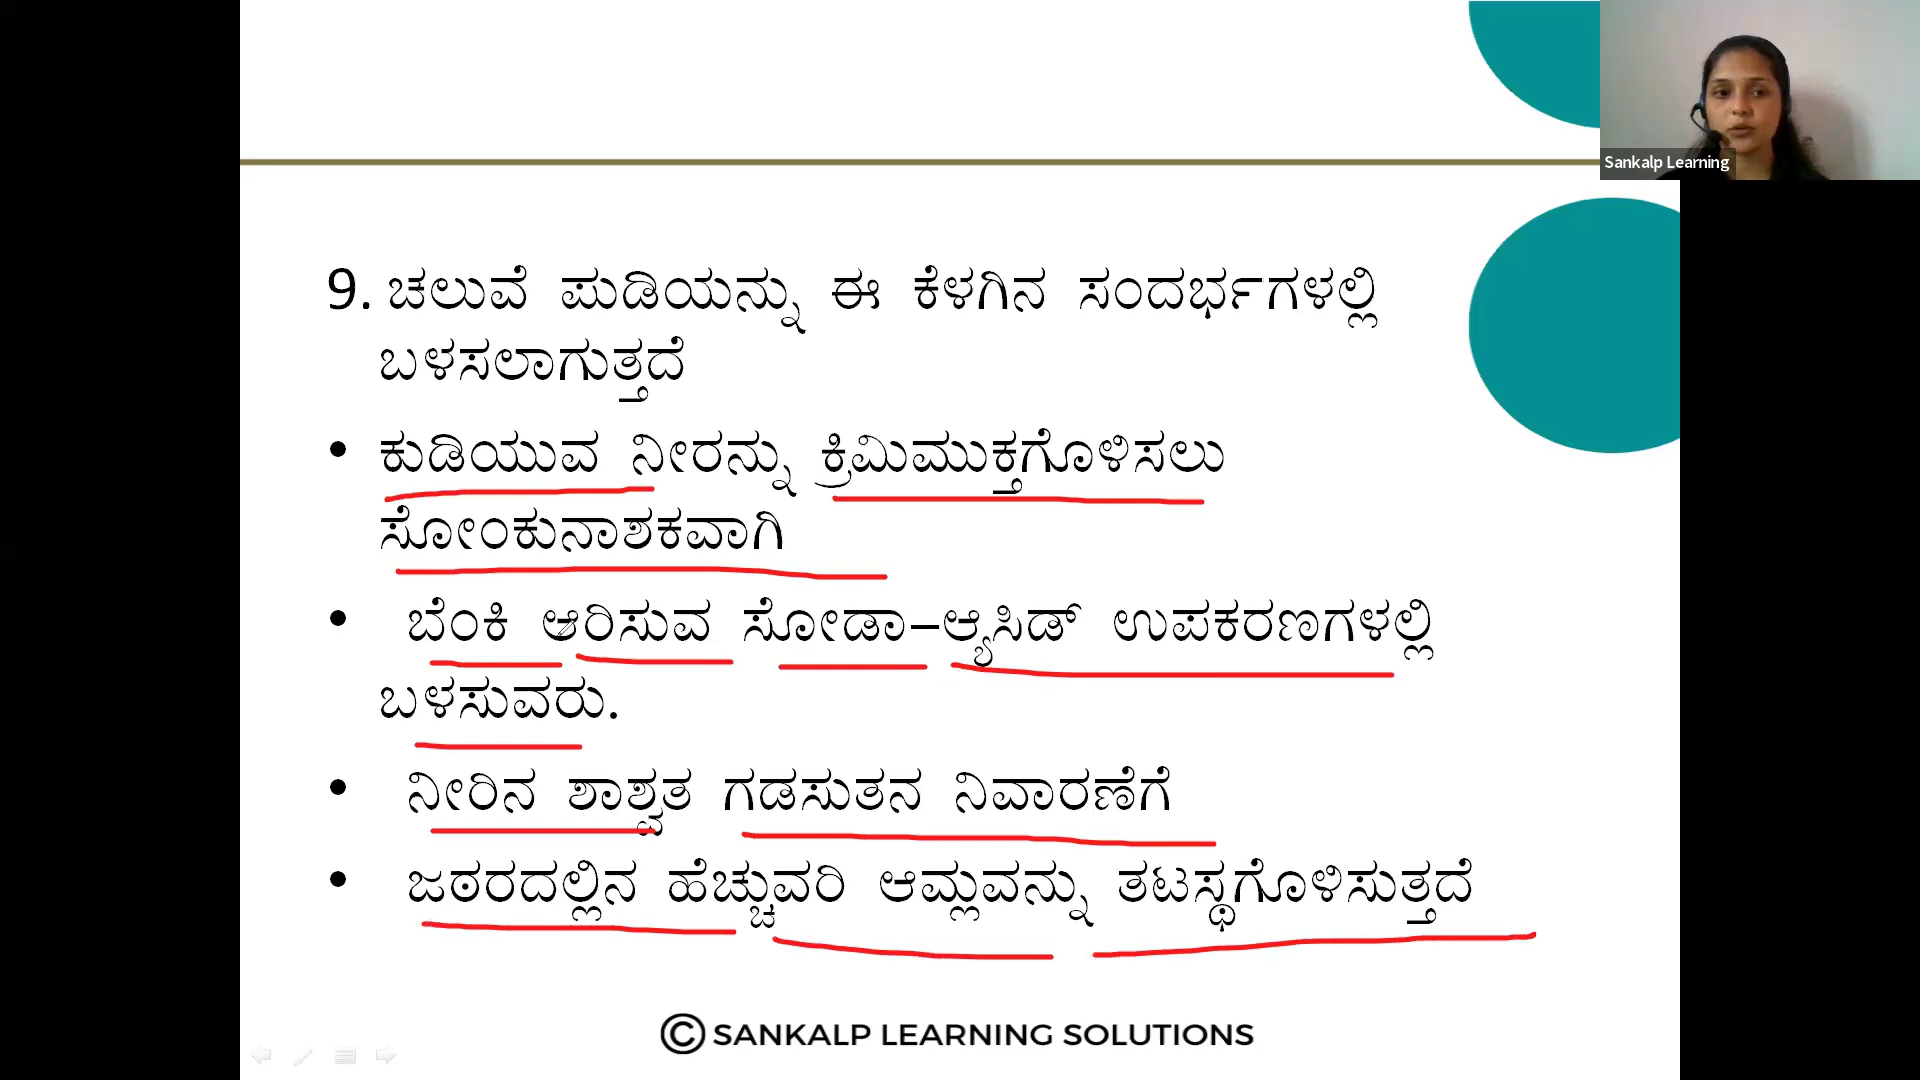 Sankalp Learning
9. ಚಲುವೆ ಪುಡಿಯನ್ನು ಈ ಕೆಳಗಿನ ಸಂದರ್ಭಗಳಲ್ಲಿ
ಬಳಸಲಾಗುತ್ತದೆ
• ಕುಡಿಯುವ ನೀರನ್ನು ಕ್ರಿಮಿಮುಕ್ತಗೊಳಿಸಲು
ಸೋಂಕುನಾಶಕವಾಗಿ
• ಬೆಂಕಿ ಆರಿಸುವ ಸೋಡಾ–ಆ್ಯಸಿಡ್ ಉಪಕರಣಗಳಲ್ಲಿ
ಬಳಸುವರು.
• ನೀರಿನ ಶಾಶ್ವತ ಗಡಸುತನ ನಿವಾರಣೆಗೆ
• ಜಠರದಲ್ಲಿನ ಹೆಚ್ಚುವರಿ ಆಮ್ಲವನ್ನು ತಟಸ್ಥಗೊಳಿಸುತ್ತದೆ
© SANKALP LEARNING SOLUTIONS